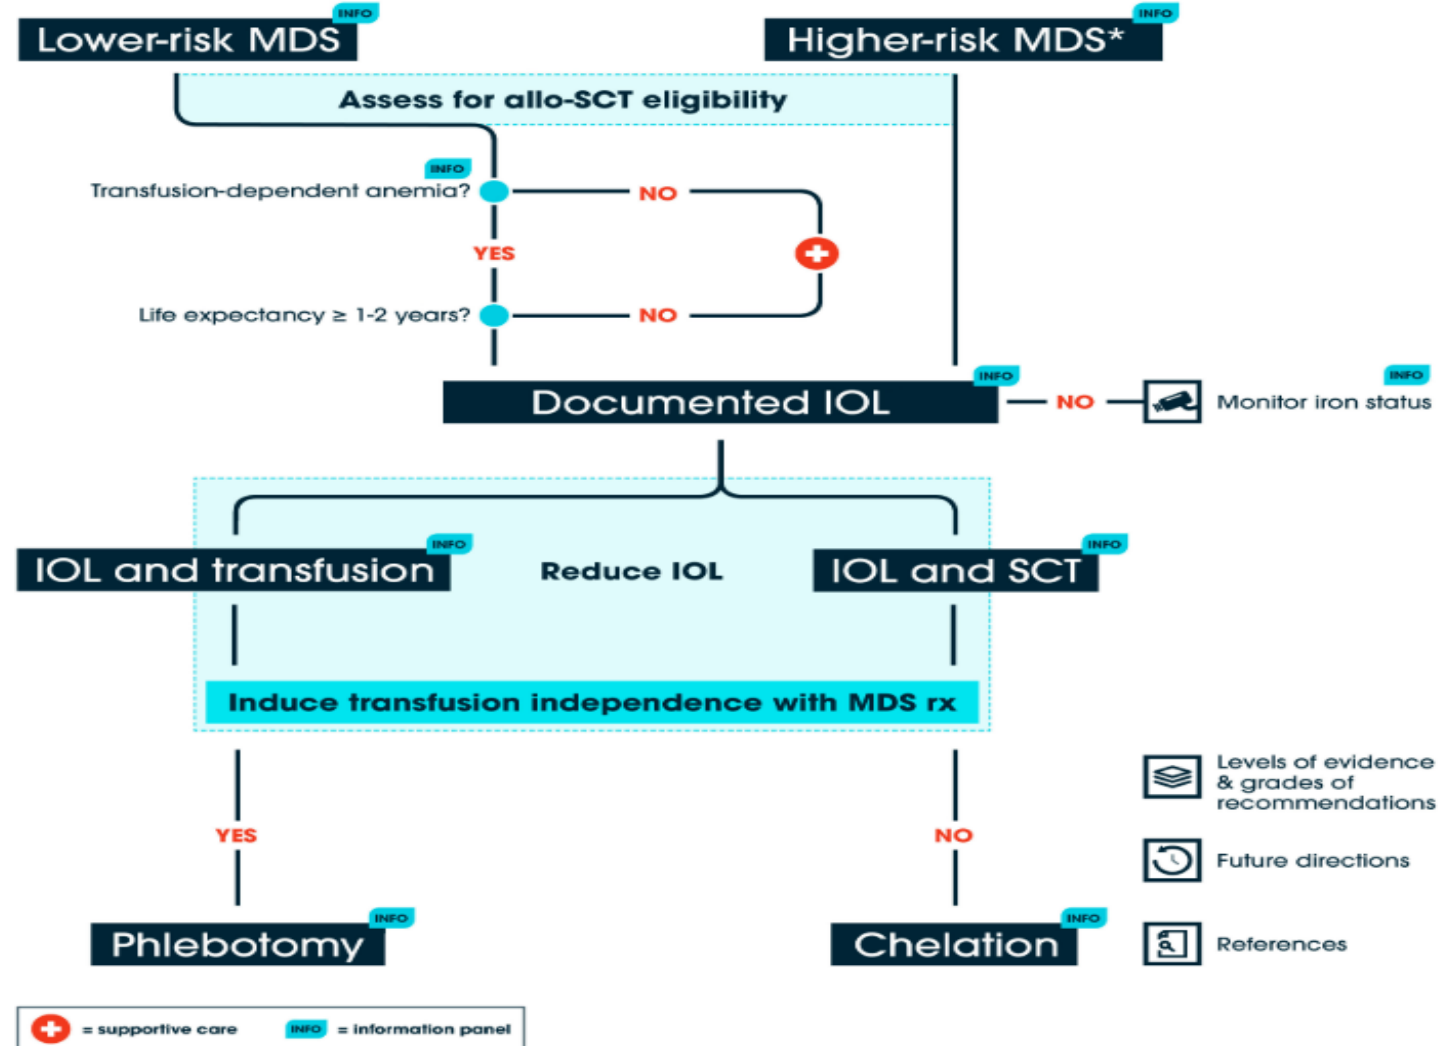 INFO
Lower-risk MDS
INFO
Higher-risk MDS*
Assess for allo-SCT eligibility
INFO
Transfusion-dependent anemia?
NO
YES
Life expectancy ≥ 1-2 years?
NO
INFO
Documented IOL
NO
INFO
Monitor iron status
INFO
IOL and transfusion
Reduce IOL
INFO
IOL and SCT
Induce transfusion independence with MDS rx
YES
NO
INFO
Phlebotomy
INFO
Chelation
Levels of evidence
& grades of
recommendations
Future directions
References
= supportive care
INFO = information panel